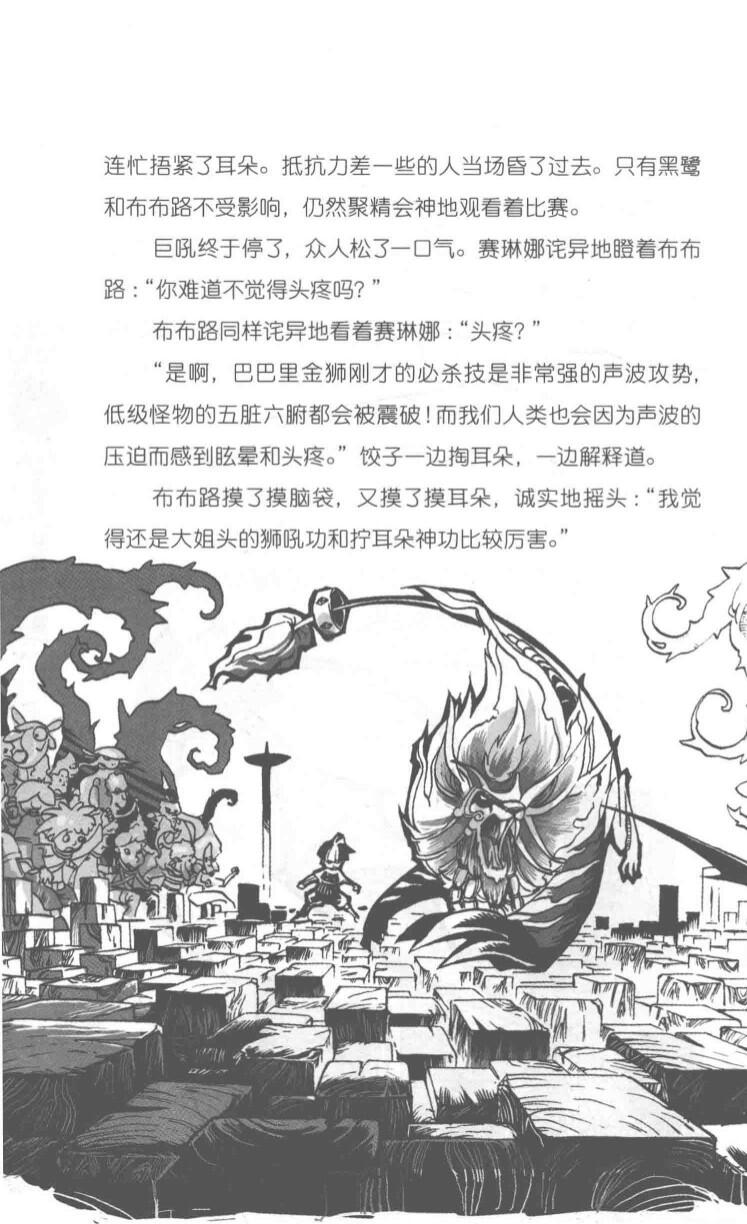 连忙捂紧了耳朵。抵抗力差一些的人当场昏了过去。只有黑鹭
和布布路不受影响，仍然聚精会神地观看着比赛。
巨吼终于停了，众人松了一口气。赛琳娜诧异地瞪着布布
路：“你难道不觉得头疼吗？”
布布路同样诧异地看着赛琳娜：“头疼？”
“是啊，巴巴里金狮刚才的必杀技是非常强的声波攻势，
低级怪物的五脏六腑都会被震破！而我们人类也会因为声波的
压迫而感到眩晕和头疼。”饺子一边掏耳朵，一边解释道。
布布路摸了摸脑袋，又摸了摸耳朵，诚实地摇头：“我觉
得还是大姐头的狮吼功和拧耳朵神功比较厉害。”